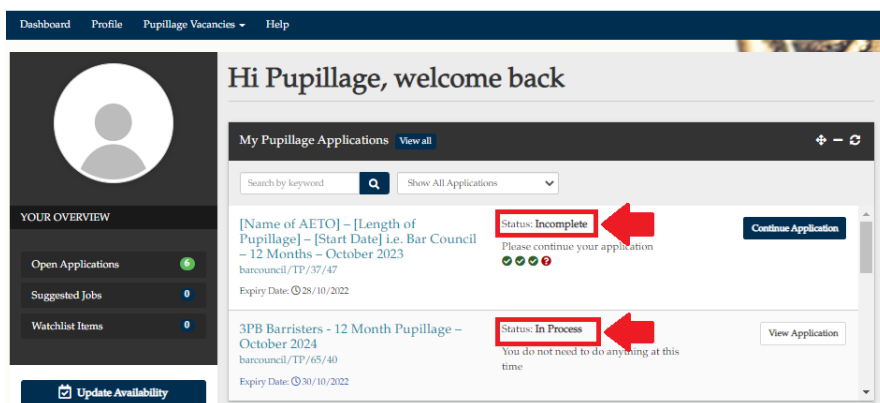 Dashboard Profile Pupillage Vacancies Help
Hi Pupillage, welcome back
My Pupillage Applications View all
Search by keyword Show All Applications
YOUR OVERVIEW
Open Applications 6
Suggested Jobs 0
Watchlist Items 0
Update Availability
[Name of AETO] – [Length of
Pupillage] – [Start Date] i.e. Bar Council
– 12 Months – October 2023
barcouncil/TP/37/47
Expiry Date: 28/10/2022
Status: Incomplete
Please continue your application
Continue Application
3PB Barristers - 12 Month Pupillage –
October 2024
barcouncil/TP/65/40
Expiry Date: 30/10/2022
Status: In Process
You do not need to do anything at this
time
View Application